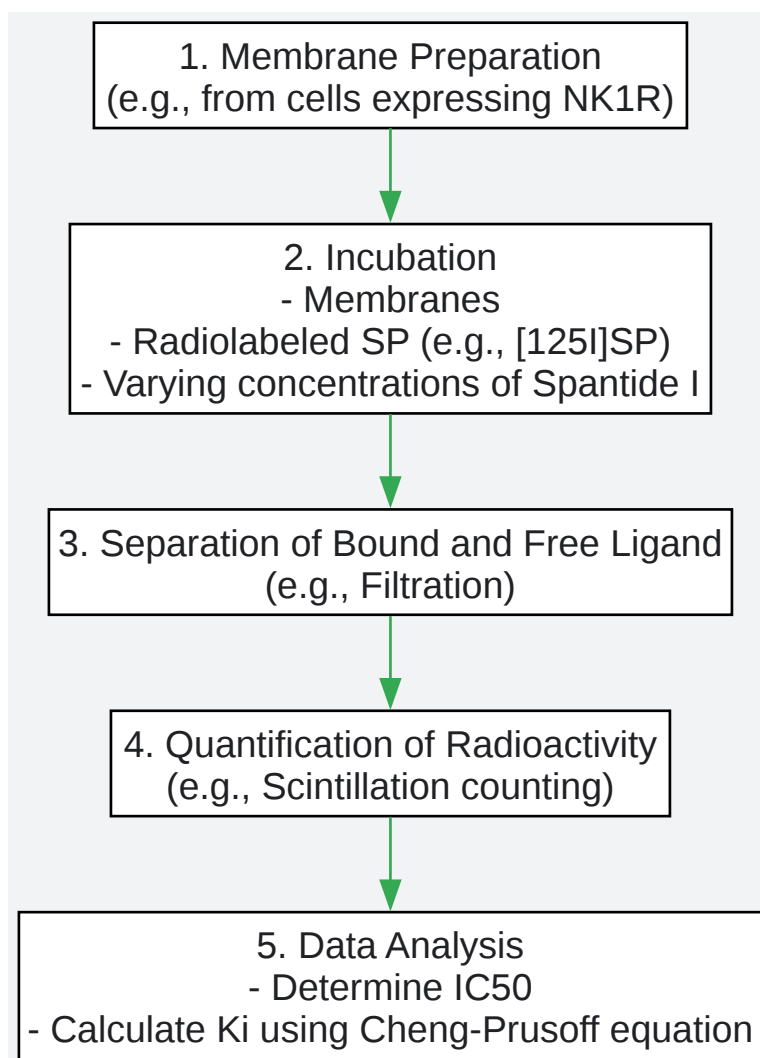 1. Membrane Preparation
(e.g., from cells expressing NK1R)
2. Incubation
- Membranes
- Radiolabeled SP (e.g., [125I]SP)
- Varying concentrations of Spantide I
3. Separation of Bound and Free Ligand
(e.g., Filtration)
4. Quantification of Radioactivity
(e.g., Scintillation counting)
5. Data Analysis
- Determine IC50
- Calculate Ki using Cheng-Prusoff equation